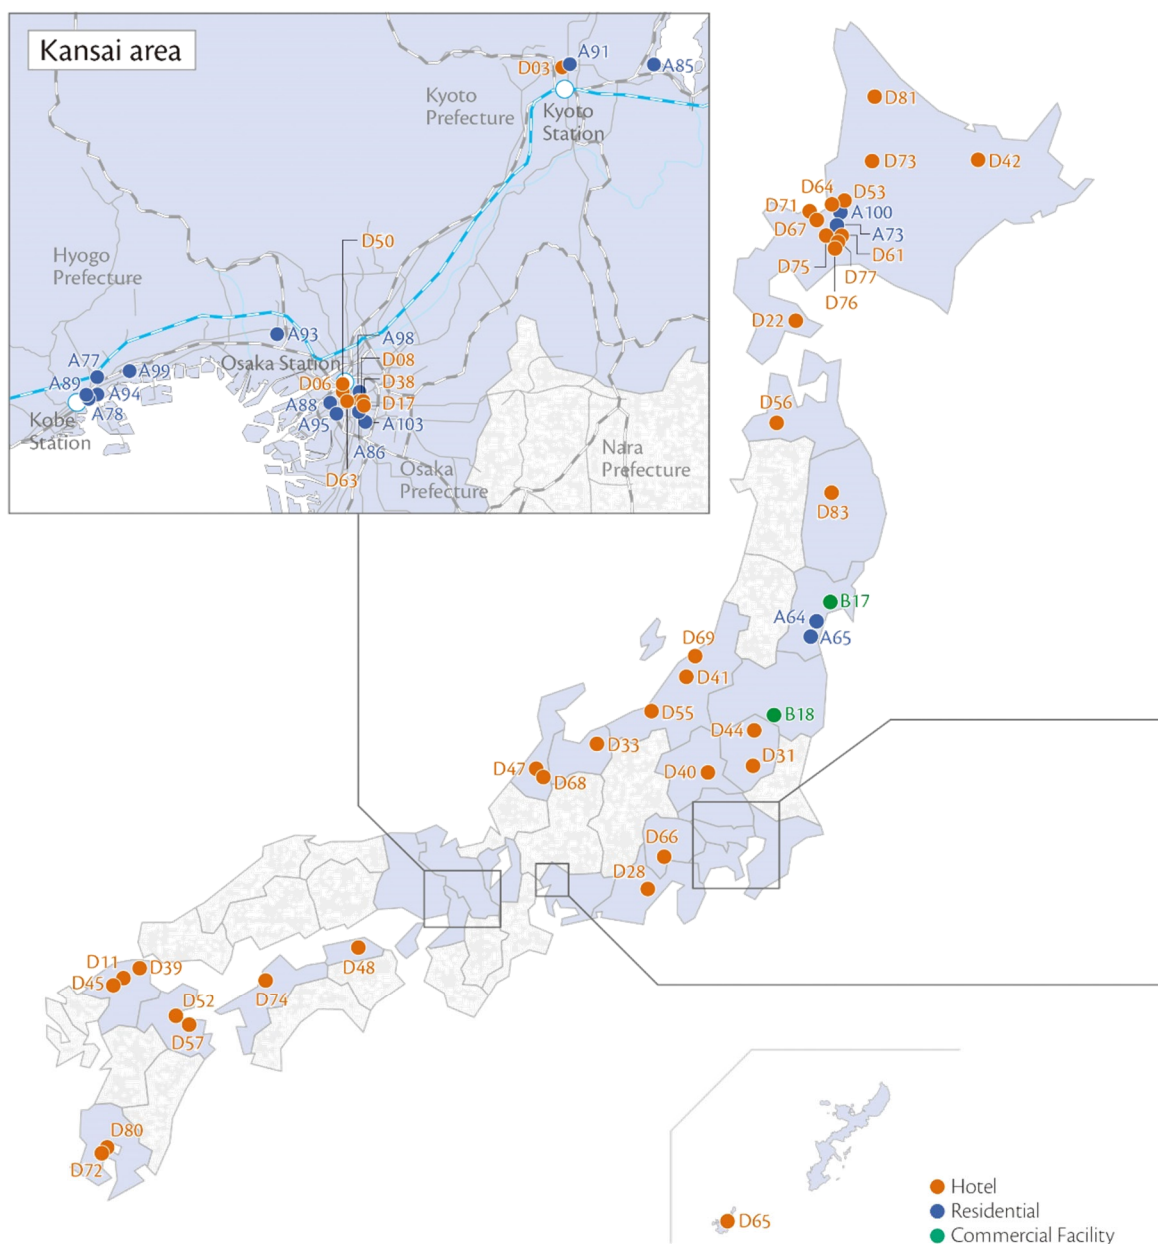 Kansai area
D03
A91
A85
Kyoto
Prefecture
Kyoto
Station
D50
Hyogo
Prefecture
A93
A98
Osaka Station
D08
A77
A99
D06
D38
A89
A94
A88
D17
A78
A95
A103
Kobe
Station
A86
D63
Osaka
Prefecture
Nara
Prefecture
D81
D73
D42
D64
D53
D71
A100
D67
A73
D61
D75
D77
D76
D22
D56
D83
B17
A64
A65
D69
D41
D55
B18
D44
D33
D31
D47
D40
D68
D66
D28
D11
D39
D45
D48
D52
D74
D57
D80
D72
D65
Hotel
Residential
Commercial Facility